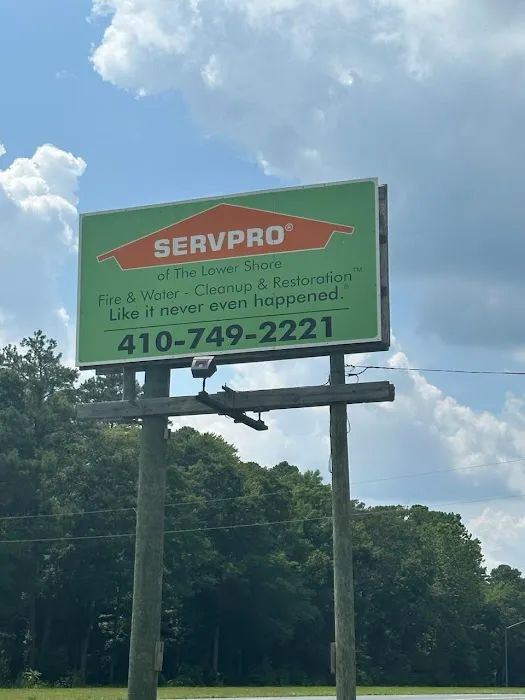 SERVPRO®
of The Lower Shore
Fire & Water - Cleanup & Restoration™
Like it never even happened.®
410-749-2221